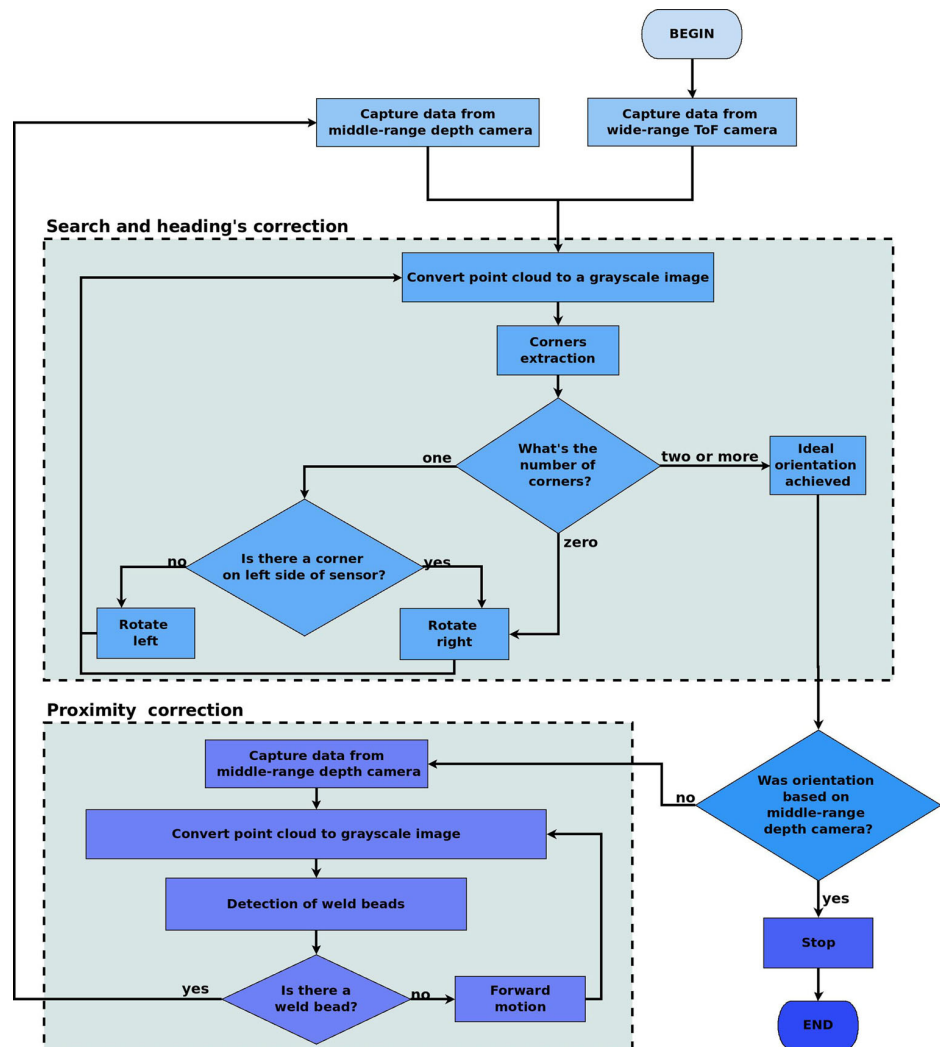 BEGIN
Capture data from
middle-range depth camera
Capture data from
wide-range ToF camera
Search and heading's correction
Convert point cloud to a grayscale image
Corners
extraction
What's the
number of
corners?
one
two or more
Ideal
orientation
achieved
zero
Is there a corner
on left side of sensor?
no
yes
Rotate
left
Rotate
right
Proximity correction
Capture data from
middle-range depth camera
Was orientation
based on
middle-range
depth camera?
no
Convert point cloud to grayscale image
Detection of weld beads
yes
Stop
Is there a
weld bead?
yes
no
Forward
motion
END